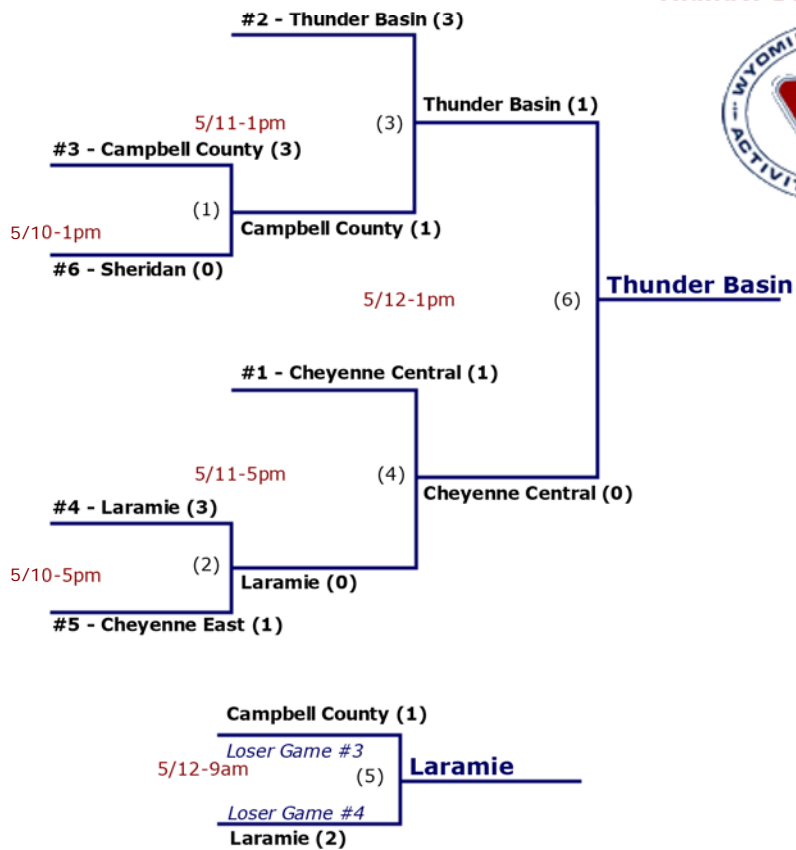 #2 - Thunder Basin (3)
Thunder Basin (1)
5/11-1pm
(3)
#3 - Campbell County (3)
(1)
Campbell County (1)
5/10-1pm
#6 - Sheridan (0)
5/12-1pm
(6)
Thunder Basin
#1 - Cheyenne Central (1)
5/11-5pm
(4)
Cheyenne Central (0)
#4 - Laramie (3)
(2)
5/10-5pm
Laramie (0)
#5 - Cheyenne East (1)
Campbell County (1)
Loser Game #3
5/12-9am
(5)
Laramie
Loser Game #4
Laramie (2)